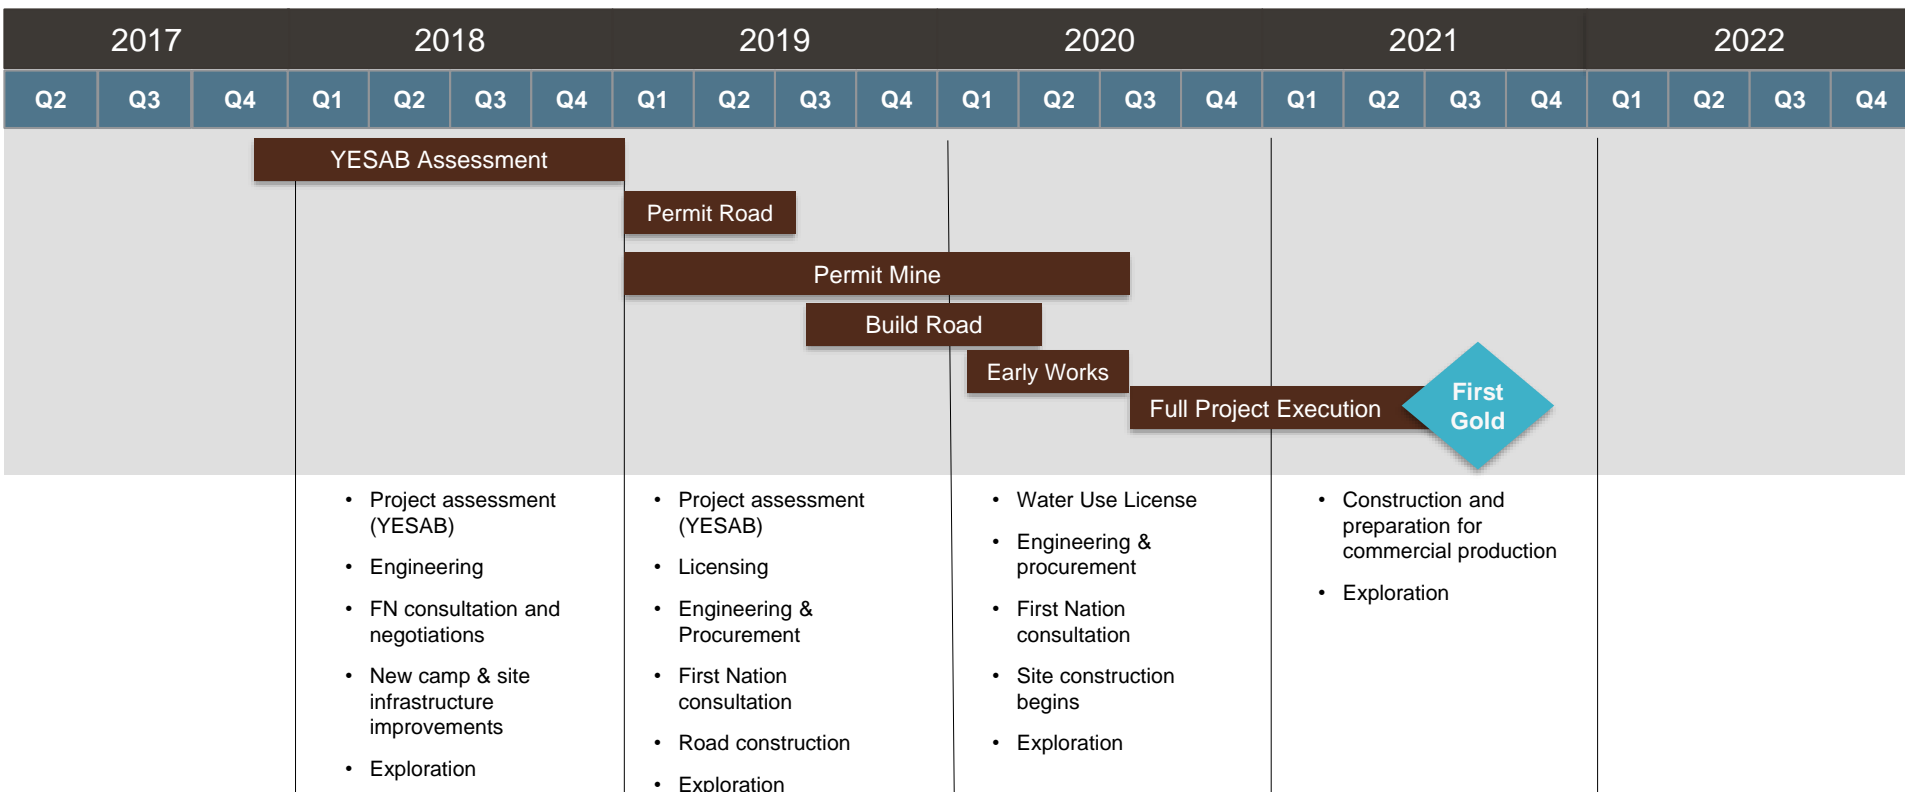 2017 2018 2019 2020 2021 2022
Q2 Q3 Q4 Q1 Q2 Q3 Q4 Q1 Q2 Q3 Q4 Q1 Q2 Q3 Q4 Q1 Q2 Q3 Q4 Q1 Q2 Q3 Q4
YESAB Assessment
Permit Road
Permit Mine
Build Road
Early Works
Full Project Execution
First
Gold
• Project assessment
(YESAB)
• Engineering
• FN consultation and
negotiations
• New camp & site
infrastructure
improvements
• Exploration
• Project assessment
(YESAB)
• Licensing
• Engineering &
Procurement
• First Nation
consultation
• Road construction
• Exploration
• Water Use License
• Engineering &
procurement
• First Nation
consultation
• Site construction
begins
• Exploration
• Construction and
preparation for
commercial production
• Exploration